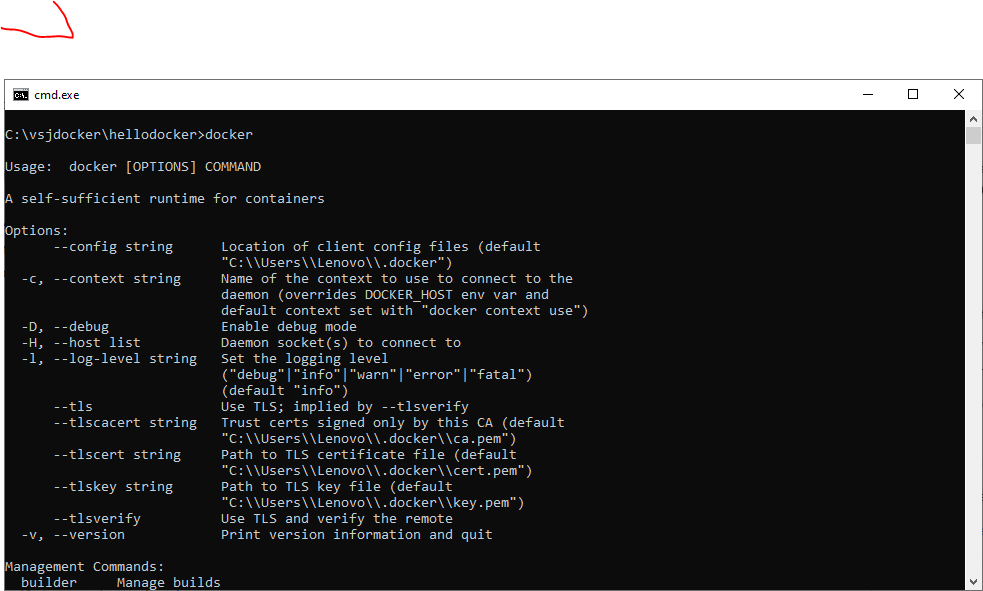 cmd.exe
C:\vsjdocker\hellodocker>docker
Usage:  docker [OPTIONS] COMMAND
A self-sufficient runtime for containers
Options:
      --config string      Location of client config files (default
                           "C:\\Users\\Lenovo\\.docker")
  -c, --context string     Name of the context to use to connect to the
                           daemon (overrides DOCKER_HOST env var and
                           default context set with "docker context use")
  -D, --debug              Enable debug mode
  -H, --host list          Daemon socket(s) to connect to
  -l, --log-level string   Set the logging level
                           ("debug"|"info"|"warn"|"error"|"fatal")
                           (default "info")
      --tls                Use TLS; implied by --tlsverify
      --tlscacert string   Trust certs signed only by this CA (default
                           "C:\\Users\\Lenovo\\.docker\\ca.pem")
      --tlscert string     Path to TLS certificate file (default
                           "C:\\Users\\Lenovo\\.docker\\cert.pem")
      --tlskey string      Path to TLS key file (default
                           "C:\\Users\\Lenovo\\.docker\\key.pem")
      --tlsverify          Use TLS and verify the remote
  -v, --version            Print version information and quit
Management Commands:
  builder     Manage builds